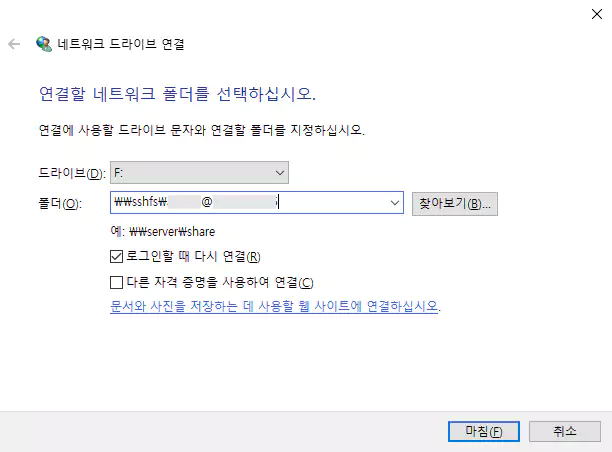 네트워크 드라이브 연결
연결할 네트워크 폴더를 선택하십시오.
연결에 사용할 드라이브 문자와 연결할 폴더를 지정하십시오.
드라이브(D): F:
폴더(O): ₩₩sshfs₩ @ 찾아보기(B)...
예: ₩₩server₩share
로그인할 때 다시 연결(R)
다른 자격 증명을 사용하여 연결(C)
문서와 사진을 저장하는 데 사용할 웹 사이트에 연결하십시오.
마침(F) 취소